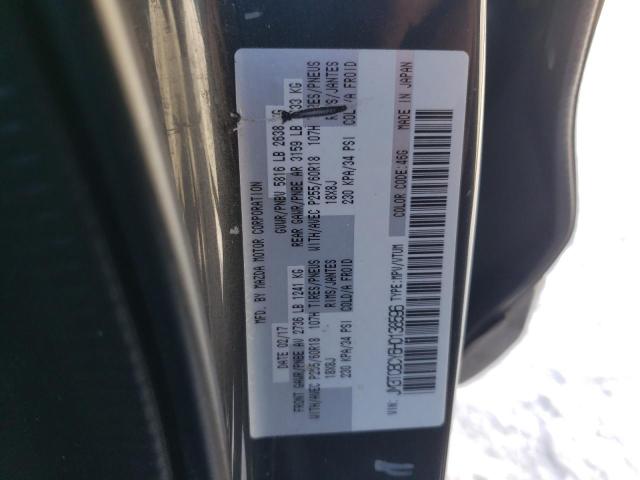 MFD. BY MAZDA MOTOR CORPORATION
DATE 02/17 GVWR/PNBV 5816 LB 2638 KG
FRONT GAWR/PNBE AV 2736 LB 1241 KG REAR GAWR/PNBE AR 3159 LB 1433 KG
WITH/AVEC P255/60R18 107H TIRES/PNEUS WITH/AVEC P255/60R18 107H TIRES/PNEUS
18X8J RIMS/JANTES 18X8J RIMS/JANTES
230 KPA/34 PSI COLD/A FROID 230 KPA/34 PSI COLD/A FROID
COLOR CODE:46G MADE IN JAPAN
VIN: JM3TCBCY6H0138596 TYPE:MPV/VTUM